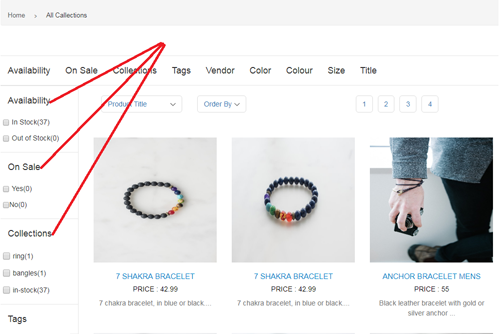 Home › All Callections
Availability On Sale Collections Tags Vendor Color Colour Size Title
Availability
In Stock(37)
Out of Stock(0)
On Sale
Yes(0)
No(0)
Collections
ring(1)
bangles(1)
in-stock(37)
Tags
Product Title
Order By
1 2 3 4
7 SHAKRA BRACELET
PRICE : 42.99
7 chakra bracelet, in blue or black....
7 SHAKRA BRACELET
PRICE : 42.99
7 chakra bracelet, in blue or black....
ANCHOR BRACELET MENS
PRICE : 55
Black leather bracelet with gold or
silver anchor ...